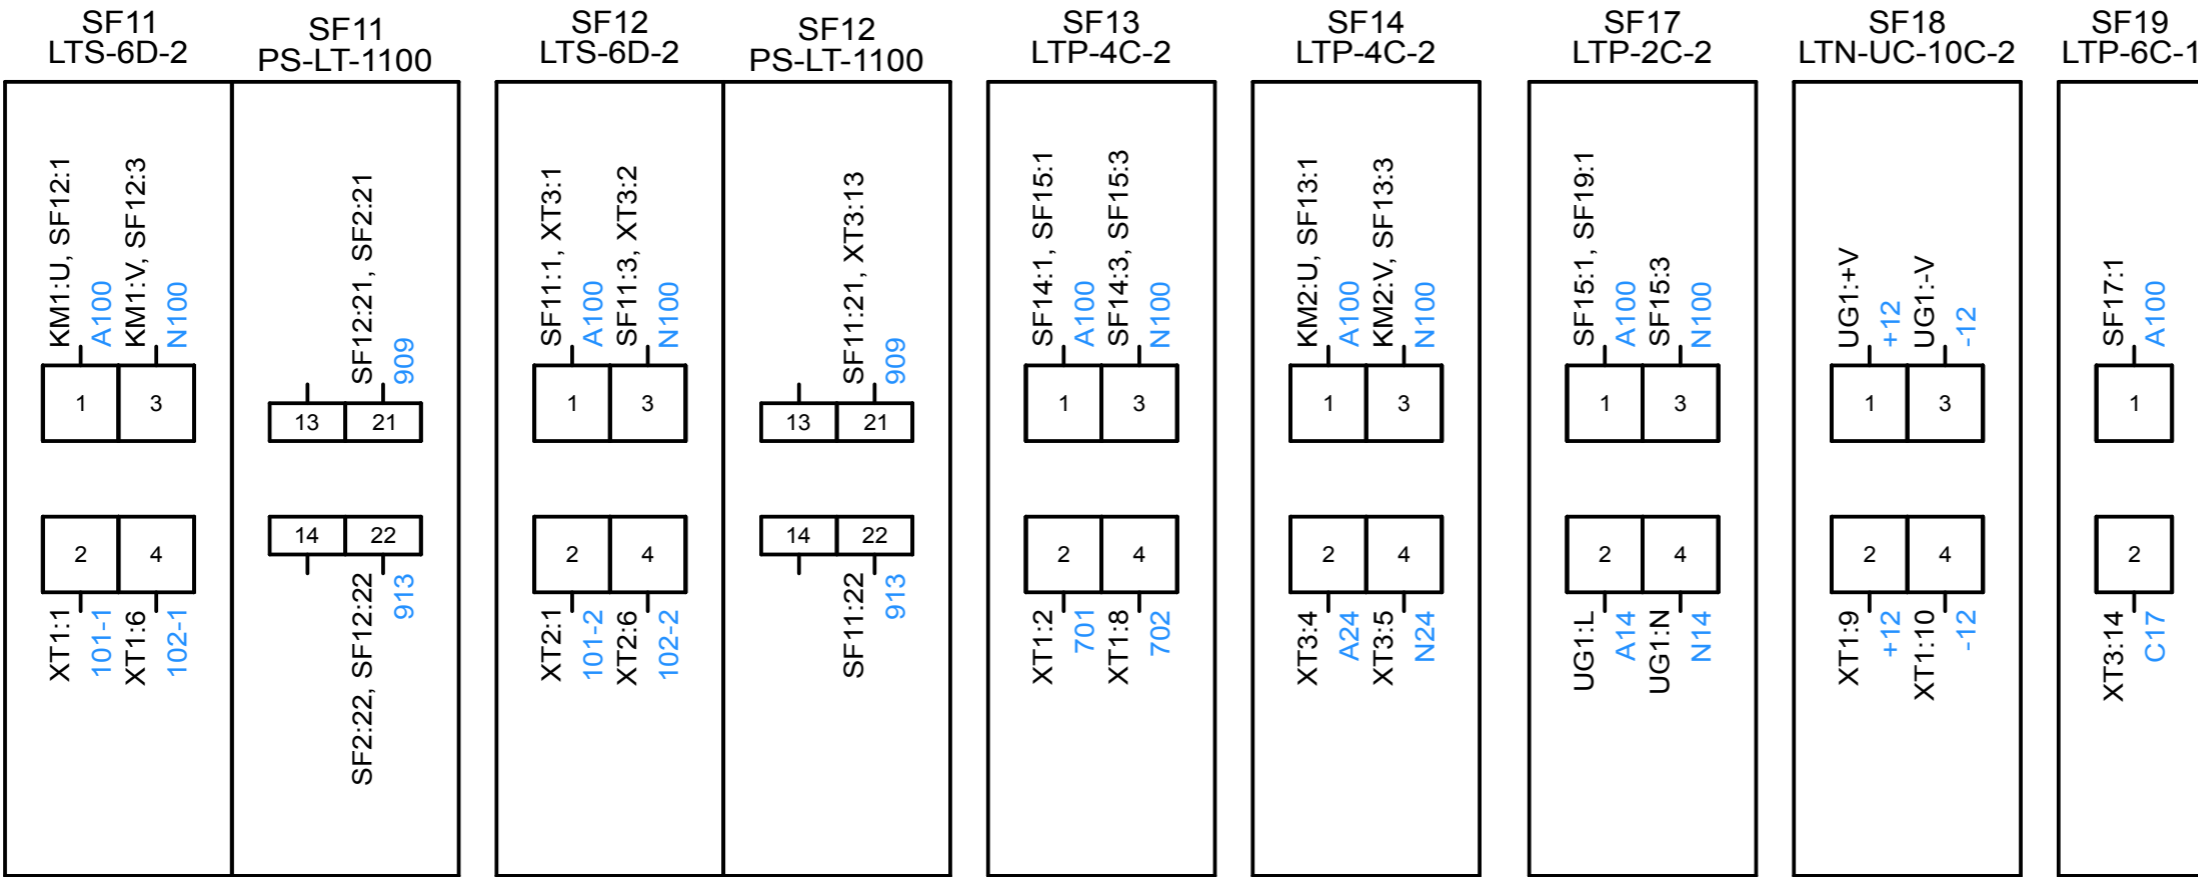 SF11
LTS-6D-2
KM1:U, SF12:1
A100
KM1:V, SF12:3
N100
1
3
2
4
XT1:1
101-1
XT1:6
102-1
SF11
PS-LT-1100
SF12:21, SF2:21
909
13
21
14
22
SF2:22, SF12:22
913
SF12
LTS-6D-2
SF11:1, XT3:1
A100
SF11:3, XT3:2
N100
1
3
2
4
XT2:1
101-2
XT2:6
102-2
SF12
PS-LT-1100
SF11:21, XT3:13
909
13
21
14
22
SF11:22
913
SF13
LTP-4C-2
SF14:1, SF15:1
A100
SF14:3, SF15:3
N100
1
3
2
4
XT1:2
701
XT1:8
702
SF14
LTP-4C-2
KM2:U, SF13:1
A100
KM2:V, SF13:3
N100
1
3
2
4
XT3:4
A24
XT3:5
N24
SF17
LTP-2C-2
SF15:1, SF19:1
A100
SF15:3
N100
1
3
2
4
UG1:L
A14
UG1:N
N14
SF18
LTN-UC-10C-2
UG1:+V
+12
UG1:-V
-12
1
3
2
4
XT1:9
+12
XT1:10
-12
SF19
LTP-6C-1
SF17:1
A100
1
2
XT3:14
C17